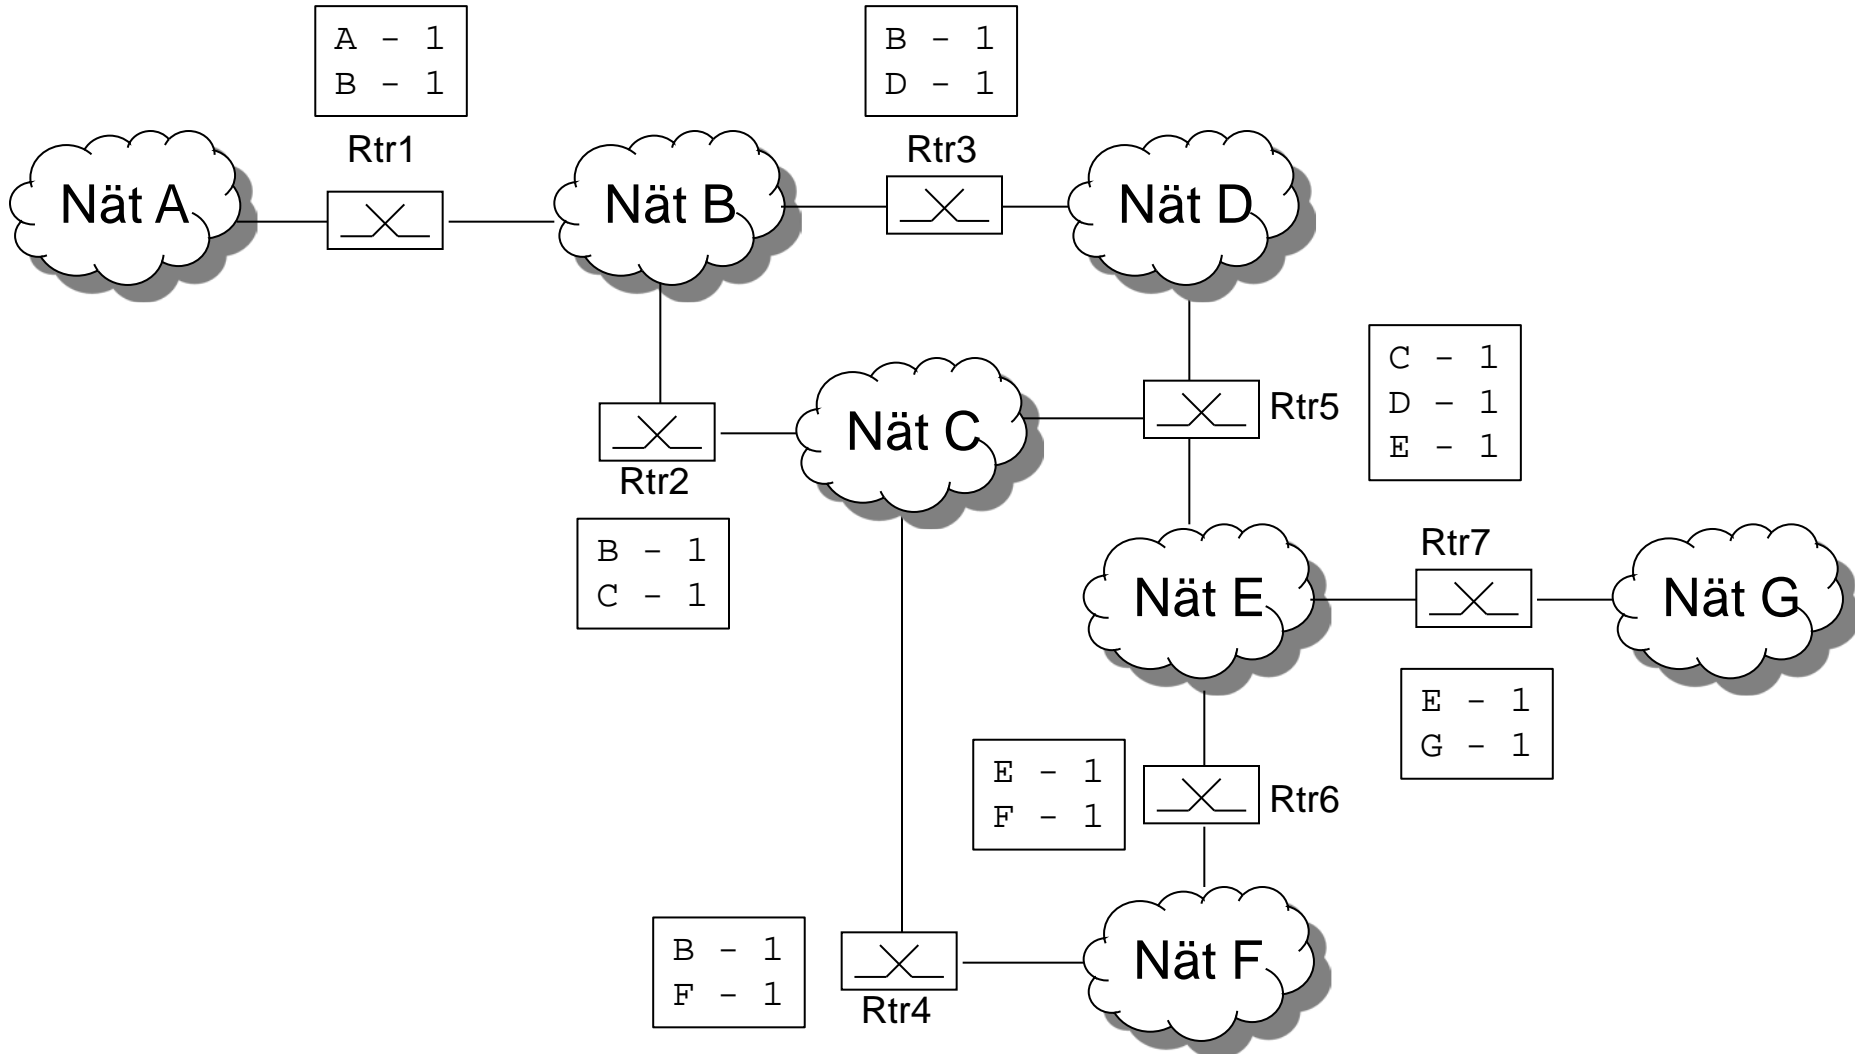 A - 1
B - 1
B - 1
D - 1
Rtr1
Rtr3
Nät A
Nät B
Nät D
C - 1
D - 1
E - 1
Rtr5
Nät C
Rtr2
B - 1
C - 1
Rtr7
Nät E
Nät G
E - 1
G - 1
E - 1
F - 1
Rtr6
B - 1
F - 1
Rtr4
Nät F